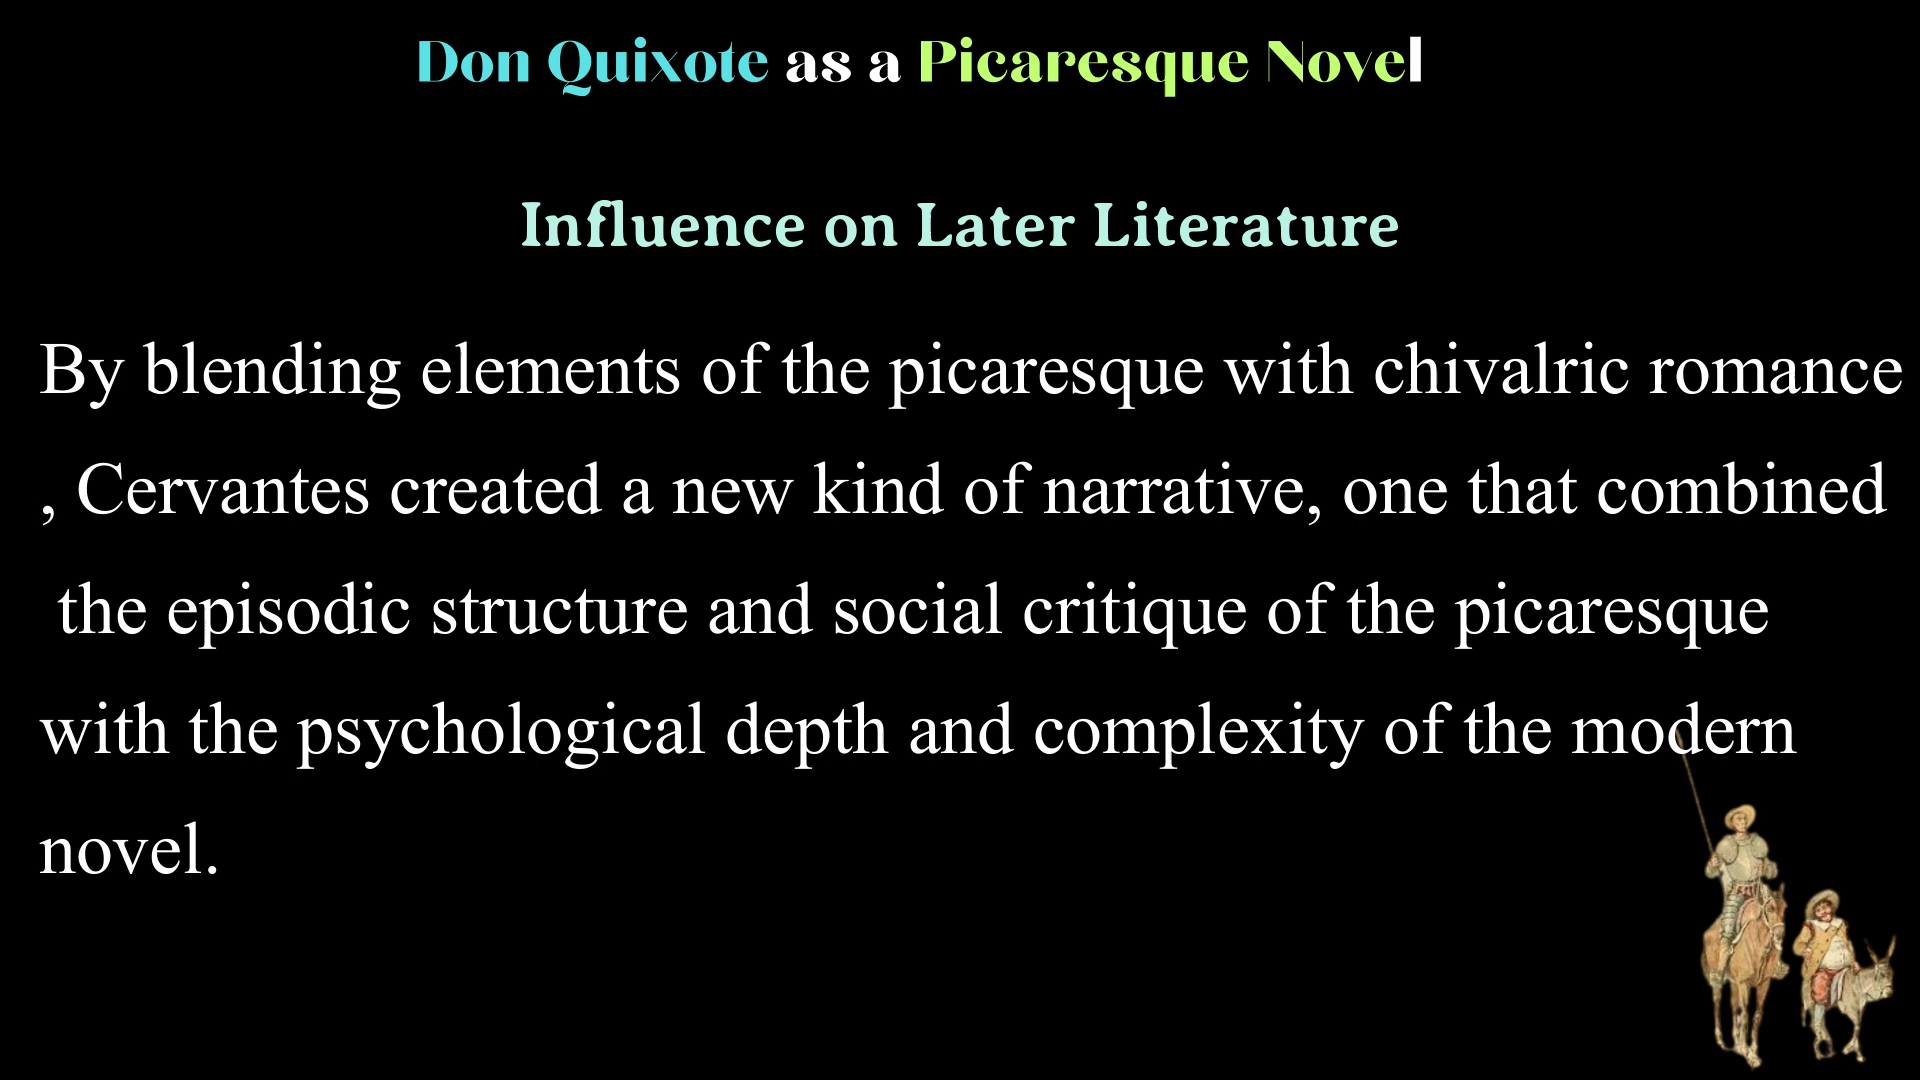 Don Quixote as a Picaresque Novel
Influence on Later Literature
By blending elements of the picaresque with chivalric romance
, Cervantes created a new kind of narrative, one that combined
the episodic structure and social critique of the picaresque
with the psychological depth and complexity of the modern
novel.